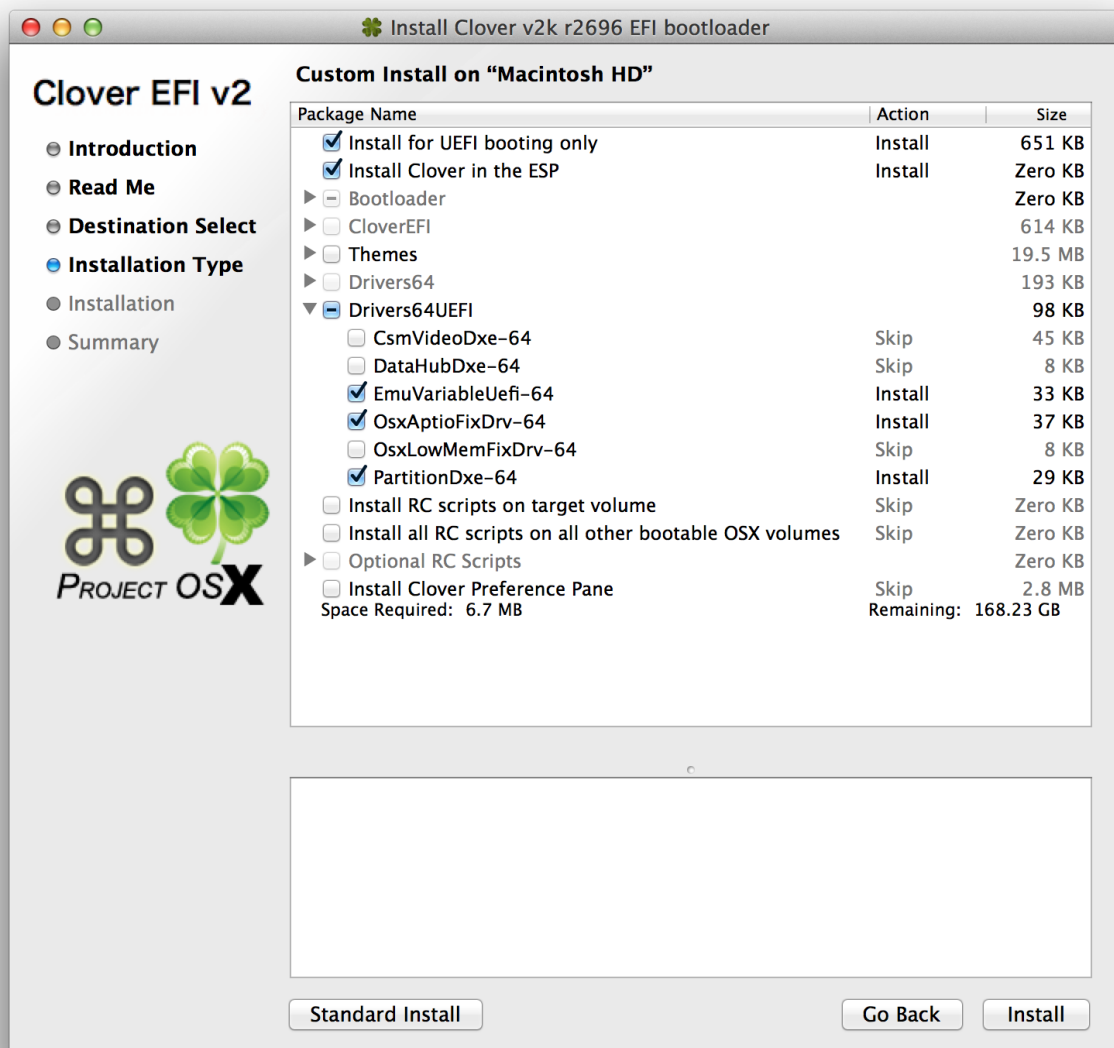 Install Clover v2k r2696 EFI bootloader
Clover EFI v2
Introduction
Read Me
Destination Select
Installation Type
Installation
Summary
PROJECT OSX
Custom Install on “Macintosh HD”
Package Name Action Size
Install for UEFI booting only Install 651 KB
Install Clover in the ESP Install Zero KB
Bootloader Zero KB
CloverEFI 614 KB
Themes 19.5 MB
Drivers64 193 KB
Drivers64UEFI 98 KB
CsmVideoDxe-64 Skip 45 KB
DataHubDxe-64 Skip 8 KB
EmuVariableUefi-64 Install 33 KB
OsxAptioFixDrv-64 Install 37 KB
OsxLowMemFixDrv-64 Skip 8 KB
PartitionDxe-64 Install 29 KB
Install RC scripts on target volume Skip Zero KB
Install all RC scripts on all other bootable OSX volumes Skip Zero KB
Optional RC Scripts Zero KB
Install Clover Preference Pane Skip 2.8 MB
Space Required: 6.7 MB Remaining: 168.23 GB
Standard Install Go Back Install